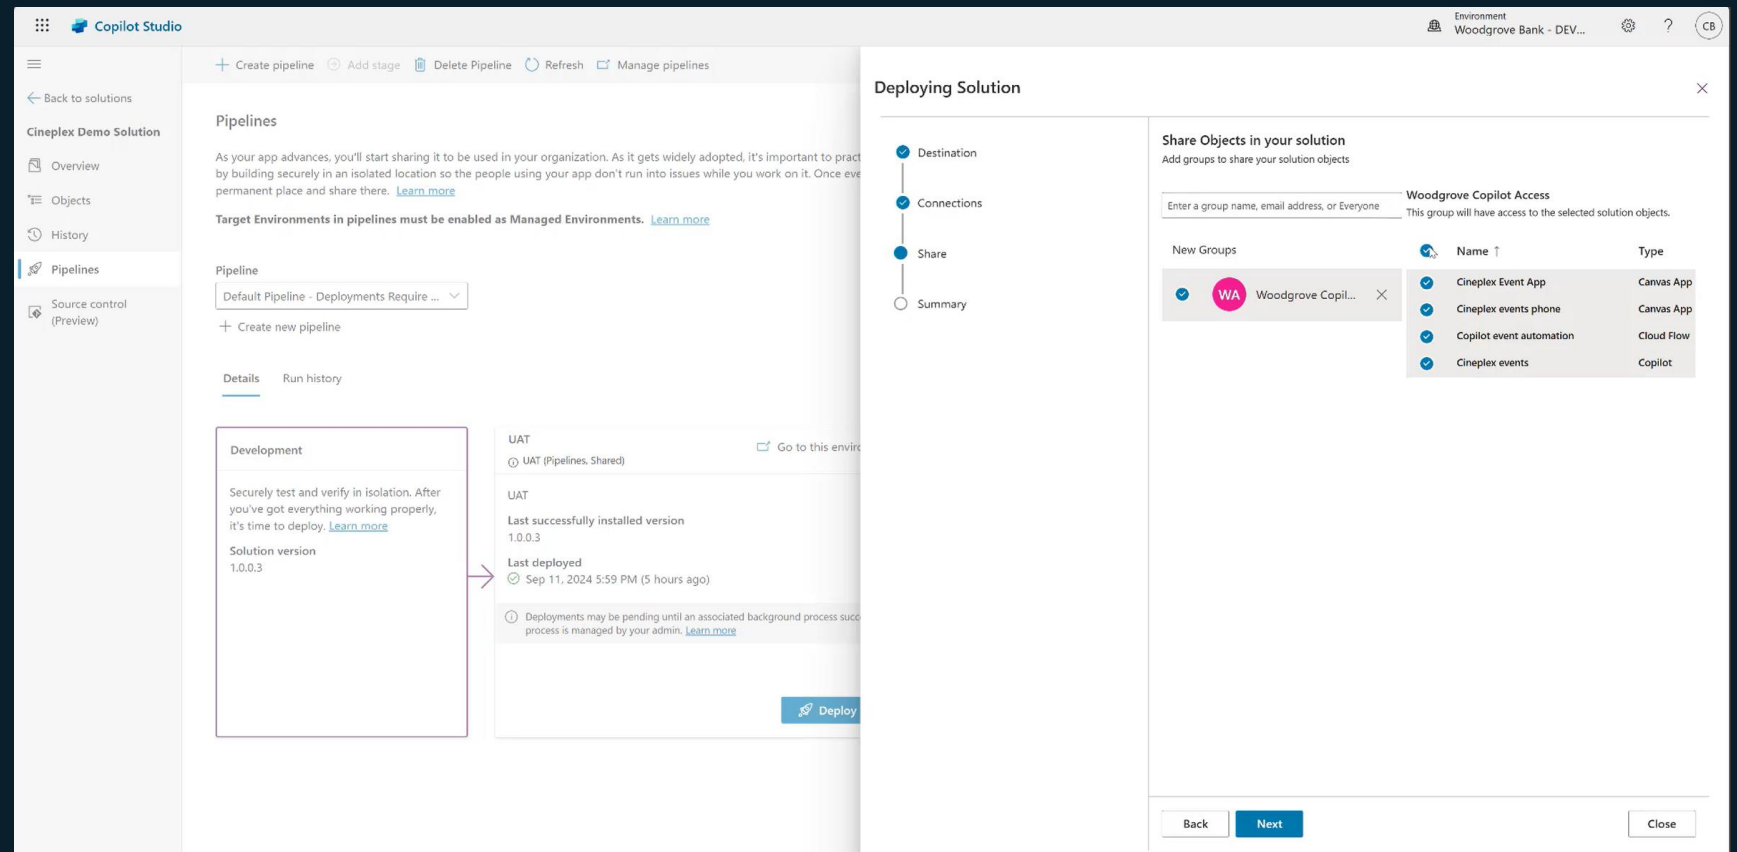 Copilot Studio
Environment
Woodgrove Bank - DEV...
?
CB
Back to solutions
Cineplex Demo Solution
Overview
Objects
History
Pipelines
Source control
(Preview)
Create pipeline
Add stage
Delete Pipeline
Refresh
Manage pipelines
Pipelines
As your app advances, you'll start sharing it to be used in your organization. As it gets widely adopted, it's important to pract
by building securely in an isolated location so the people using your app don't run into issues while you work on it. Once eve
permanent place and share there. Learn more
Target Environments in pipelines must be enabled as Managed Environments. Learn more
Pipeline
Default Pipeline - Deployments Require ...
Create new pipeline
Details
Run history
Development
Securely test and verify in isolation. After
you've got everything working properly,
it's time to deploy. Learn more
Solution version
1.0.0.3
UAT
Go to this enviro
UAT (Pipelines, Shared)
UAT
Last successfully installed version
1.0.0.3
Last deployed
Sep 11, 2024 5:59 PM (5 hours ago)
Deployments may be pending until an associated background process succ
process is managed by your admin. Learn more
Deploy
Deploying Solution
Destination
Connections
Share
Summary
Share Objects in your solution
Add groups to share your solution objects
Enter a group name, email address, or Everyone
New Groups
WA
Woodgrove Copil...
Woodgrove Copilot Access
This group will have access to the selected solution objects.
Name ↑ Type
Cineplex Event App Canvas App
Cineplex events phone Canvas App
Copilot event automation Cloud Flow
Cineplex events Copilot
Back
Next
Close